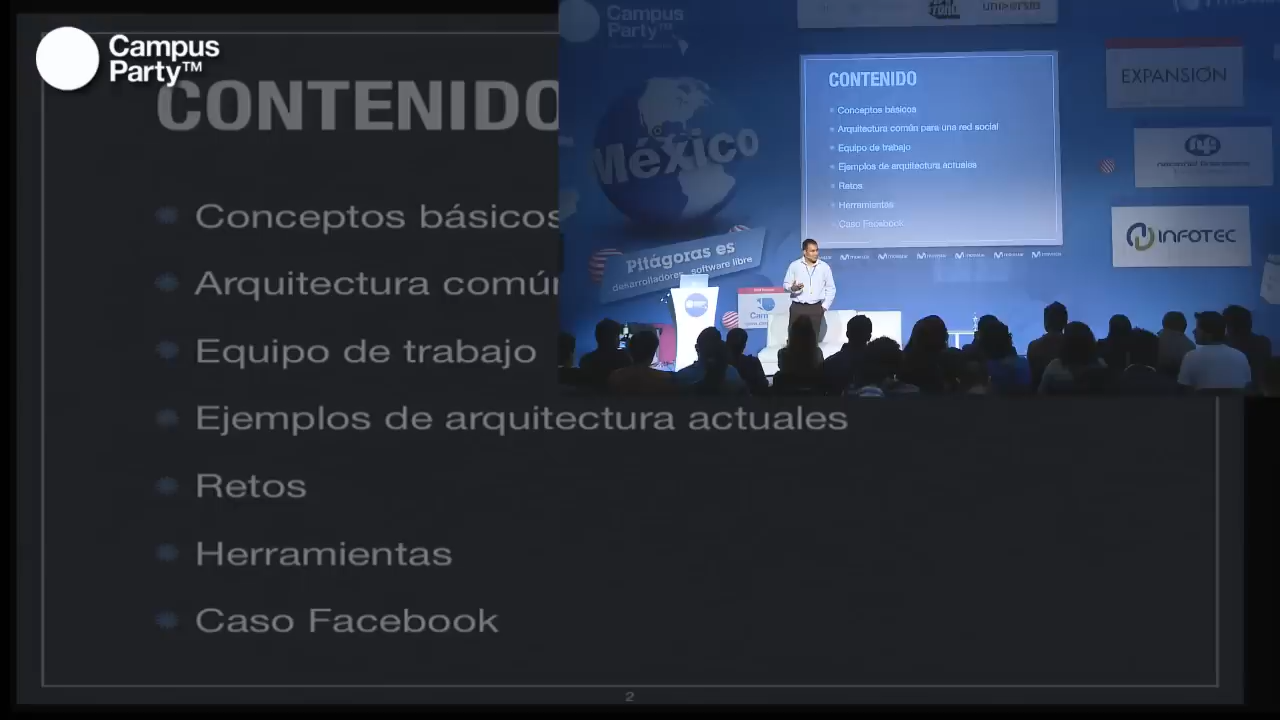 Campus
Party™
CONTENIDO
Conceptos básicos
Arquitectura común
Equipo de trabajo
Ejemplos de arquitectura actuales
Retos
Herramientas
Caso Facebook
2
Campus
Party™
México
Pitágoras es
desarrolladores software libre
CONTENIDO
Conceptos básicos
Arquitectura común para una red social
Equipo de trabajo
Ejemplos de arquitectura actuales
Retos
Herramientas
Caso Facebook
EXPANSIÓN
INFOTEC